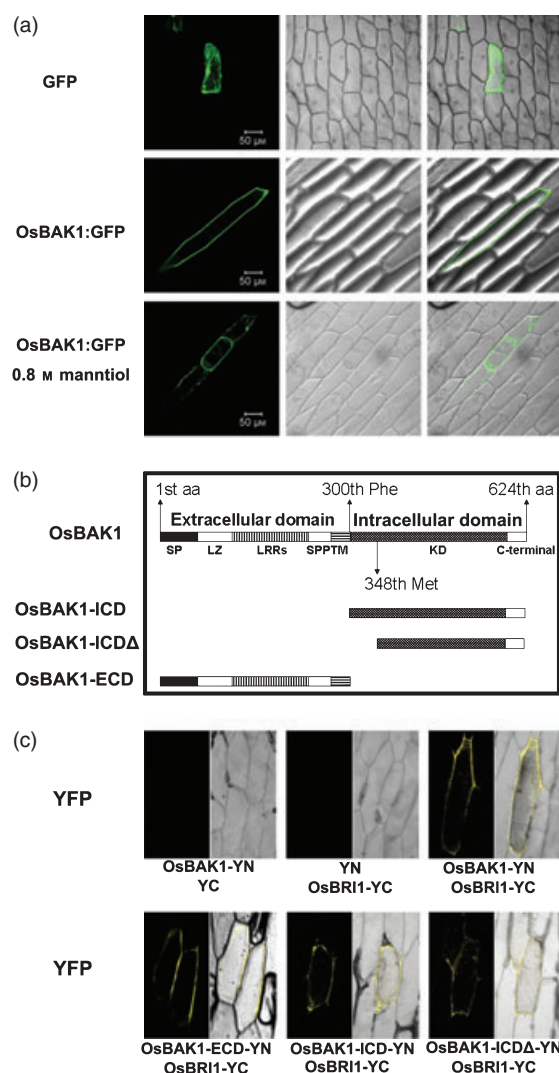 (a)
GFP
50 µM
OsBAK1:GFP
50 µM
OsBAK1:GFP
0.8 M manntiol
50 µM
(b)
1st aa 300th Phe 624th aa
OsBAK1 Extracellular domain Intracellular domain
SP LZ LRRs SPPTM KD C-terminal
348th Met
OsBAK1-ICD
OsBAK1-ICDΔ
OsBAK1-ECD
(c)
YFP
OsBAK1-YN YN OsBAK1-YN
YC OsBRI1-YC OsBRI1-YC
YFP
OsBAK1-ECD-YN OsBAK1-ICD-YN OsBAK1-ICDΔ-YN
OsBRI1-YC OsBRI1-YC OsBRI1-YC